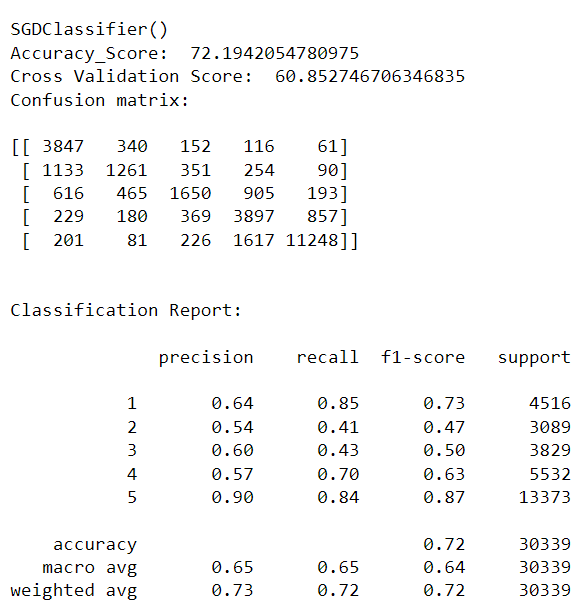 SGDClassifier()
Accuracy_Score:  72.1942054780975
Cross Validation Score:  60.852746706346835
Confusion matrix:
[[ 3847   340   152   116    61]
 [ 1133  1261   351   254    90]
 [  616   465  1650   905   193]
 [  229   180   369  3897   857]
 [  201    81   226  1617 11248]]
Classification Report:
              precision    recall  f1-score   support
           1       0.64      0.85      0.73      4516
           2       0.54      0.41      0.47      3089
           3       0.60      0.43      0.50      3829
           4       0.57      0.70      0.63      5532
           5       0.90      0.84      0.87     13373
    accuracy                           0.72     30339
   macro avg       0.65      0.65      0.64     30339
weighted avg       0.73      0.72      0.72     30339